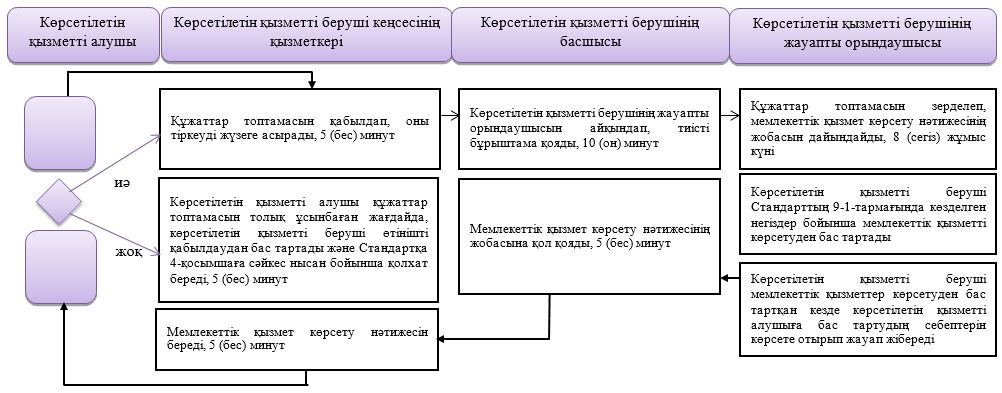 Көрсетілетін
қызметті алушы
Көрсетілетін қызметті беруші кеңсесінің
қызметкері
Көрсетілетін қызметті берушінің
басшысы
Көрсетілетін қызметті берушінің
жауапты орындаушысы
Құжаттар топтамасын қабылдап, оны
тіркеуді жүзеге асырады, 5 (бес) минут
Көрсетілетін қызметті берушінің жауапты
орындаушысын айқындап, тиісті
бұрыштама қояды, 10 (он) минут
Құжаттар топтамасын зерделеп,
мемлекеттік қызмет көрсету нәтижесінің
жобасын дайындайды, 8 (сегіз) жұмыс
күні
иә
жоқ
Көрсетілетін қызметті алушы құжаттар
топтамасын толық ұсынбаған жағдайда,
көрсетілетін қызметті беруші өтінішті
қабылдаудан бас тартады және Стандартқа
4-қосымшаға сәйкес нысан бойынша қолхат
береді, 5 (бес) минут
Мемлекеттік қызмет көрсету нәтижесінің
жобасына қол қояды, 5 (бес) минут
Көрсетілетін қызметті беруші
Стандарттың 9-1-тармағында көзделген
негіздер бойынша мемлекеттік қызметті
көрсетуден бас тартады
Көрсетілетін қызметті беруші
мемлекеттік қызметтер көрсетуден бас
тартқан кезде көрсетілетін қызметті
алушыға бас тартудың себептерін
көрсете отырып жауап жібереді
Мемлекеттік қызмет көрсету нәтижесін
береді, 5 (бес) минут